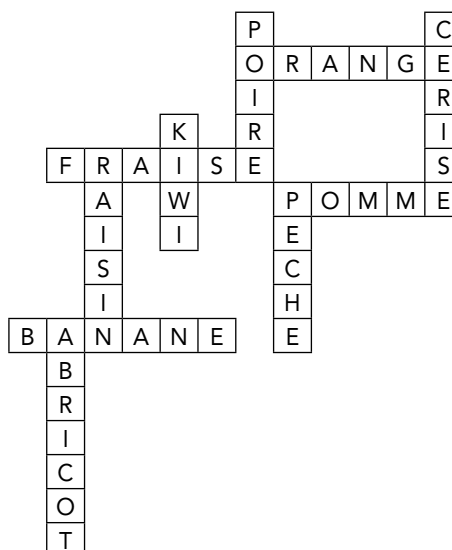 P C
O R A N G E
I R
K R I
F R A I S E S
A W P O M M E
I I E
S C
I H
B A N A N E E
B
R
I
C
O
T